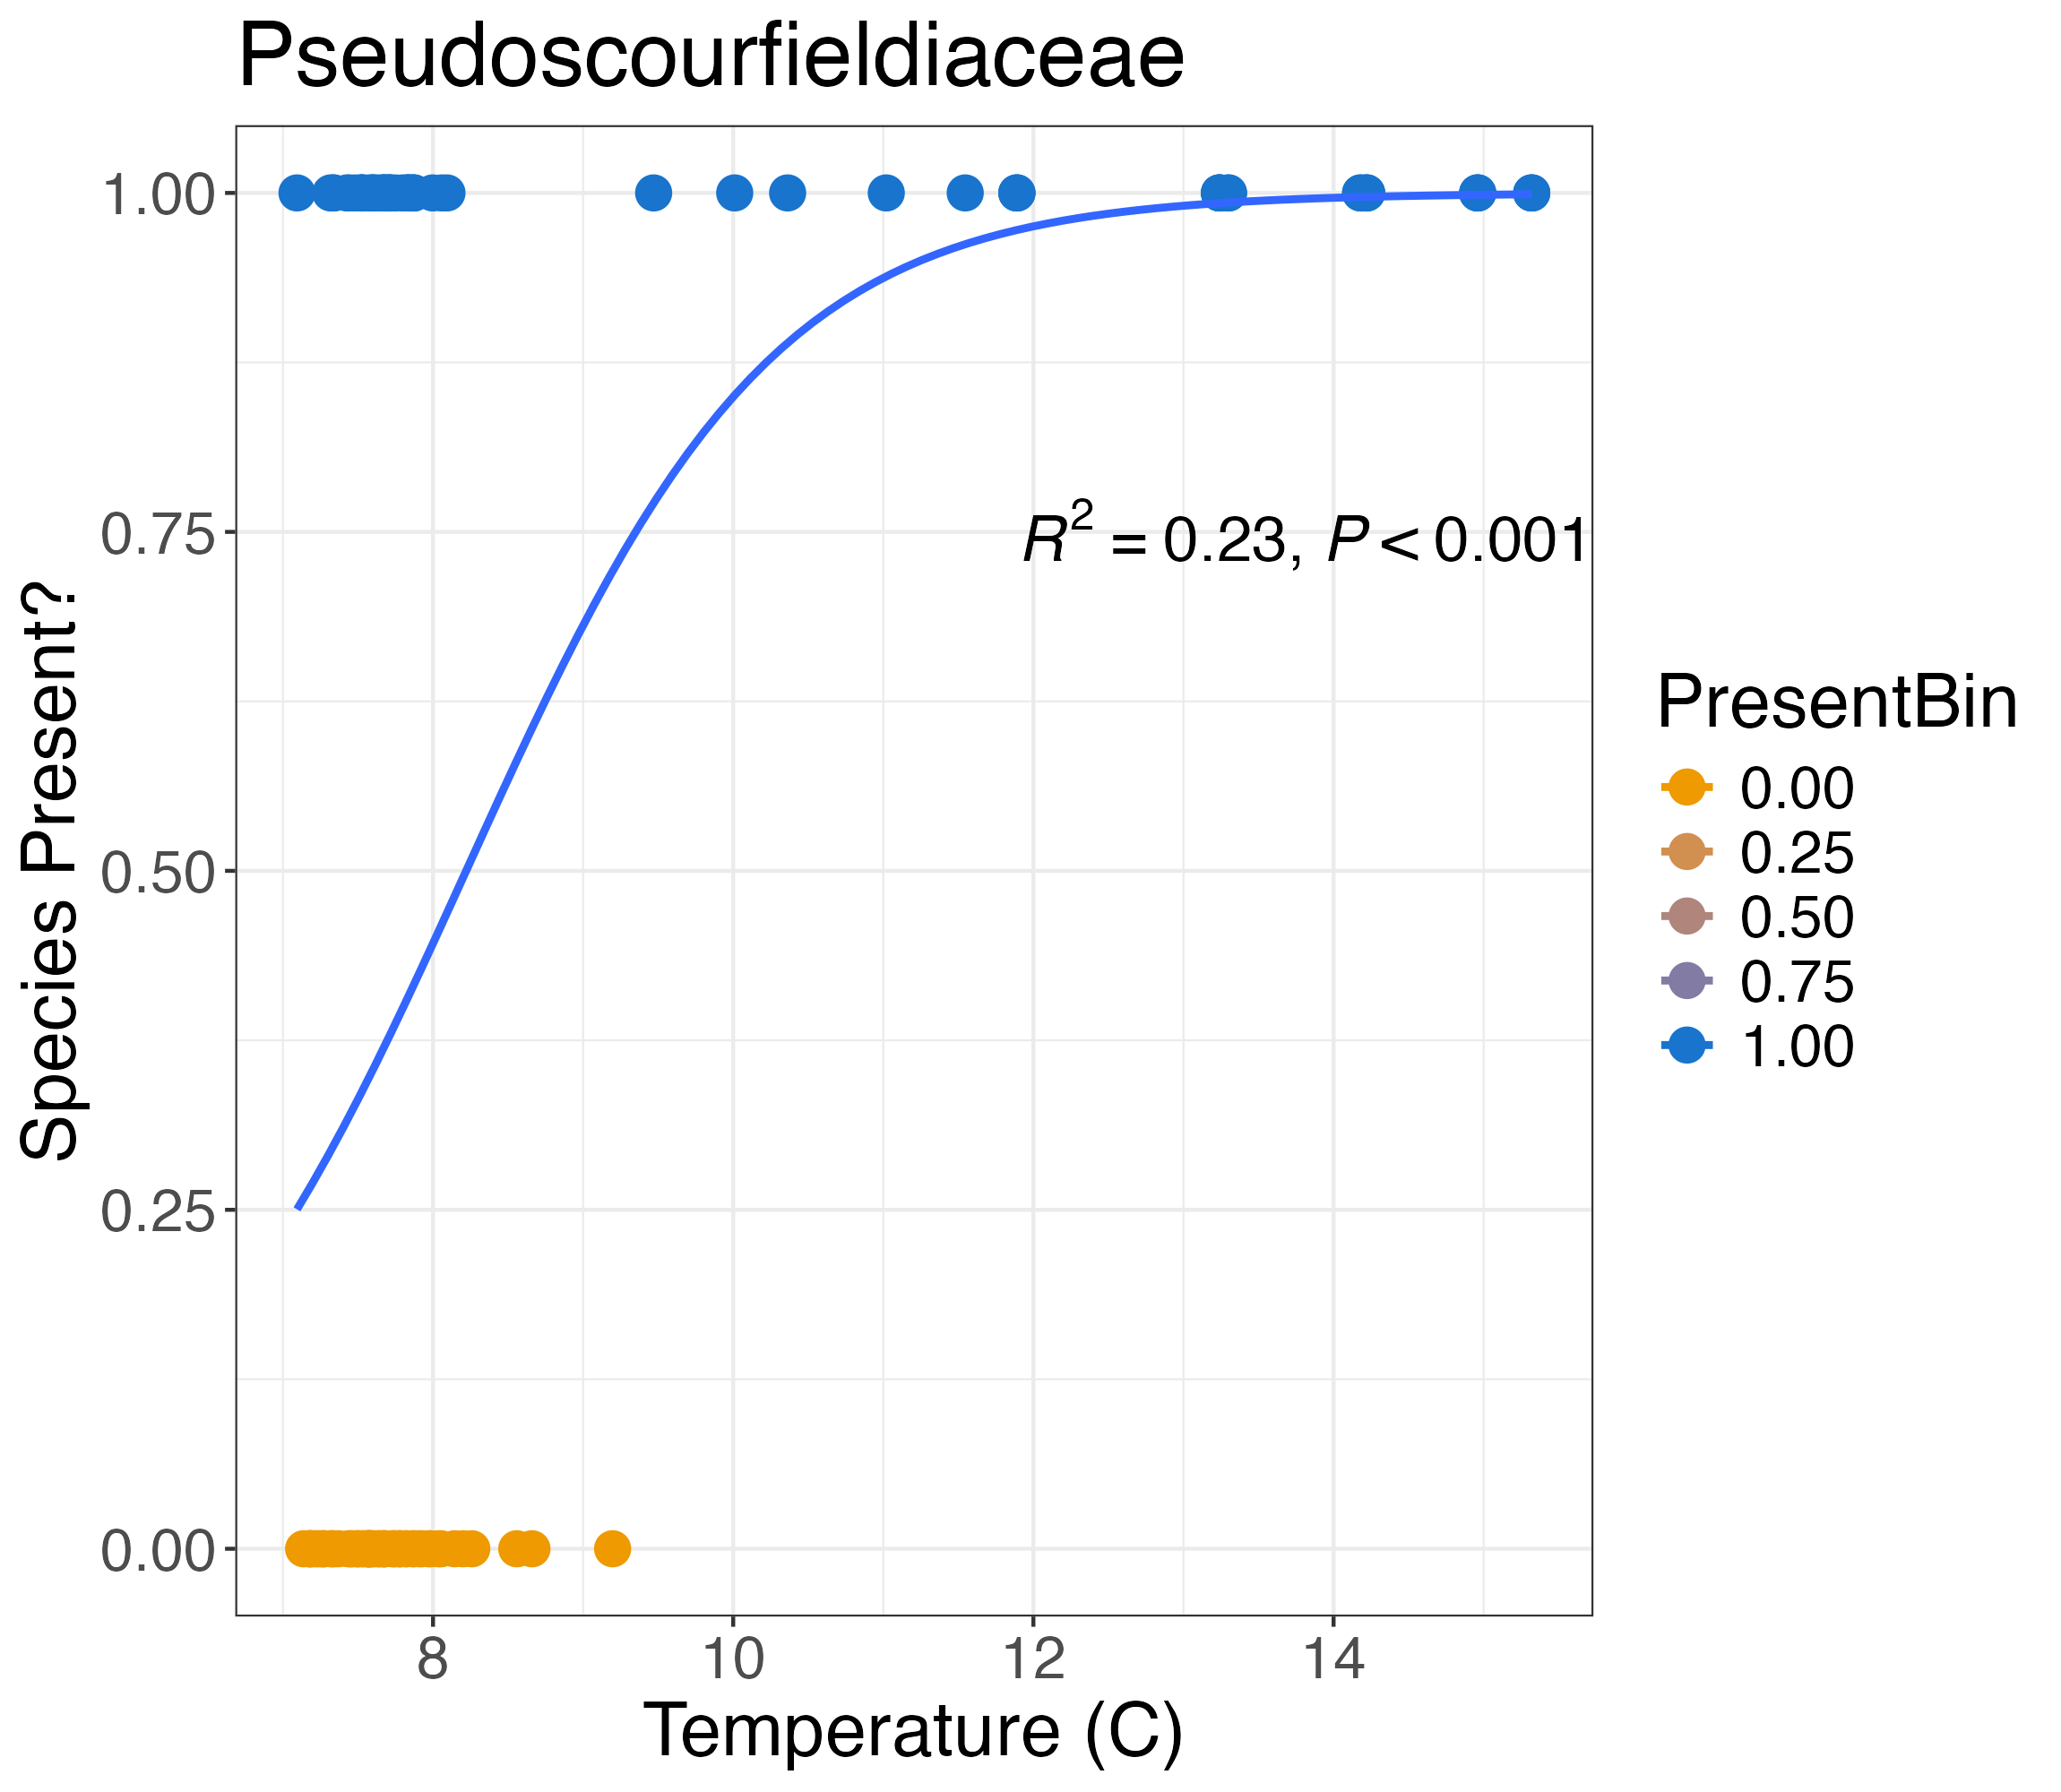 Pseudoscourfieldiaceae
1.00
0.75
0.50
0.25
0.00
Species Present?
R² = 0.23, P < 0.001
8 10 12 14
Temperature (C)
PresentBin
0.00
0.25
0.50
0.75
1.00